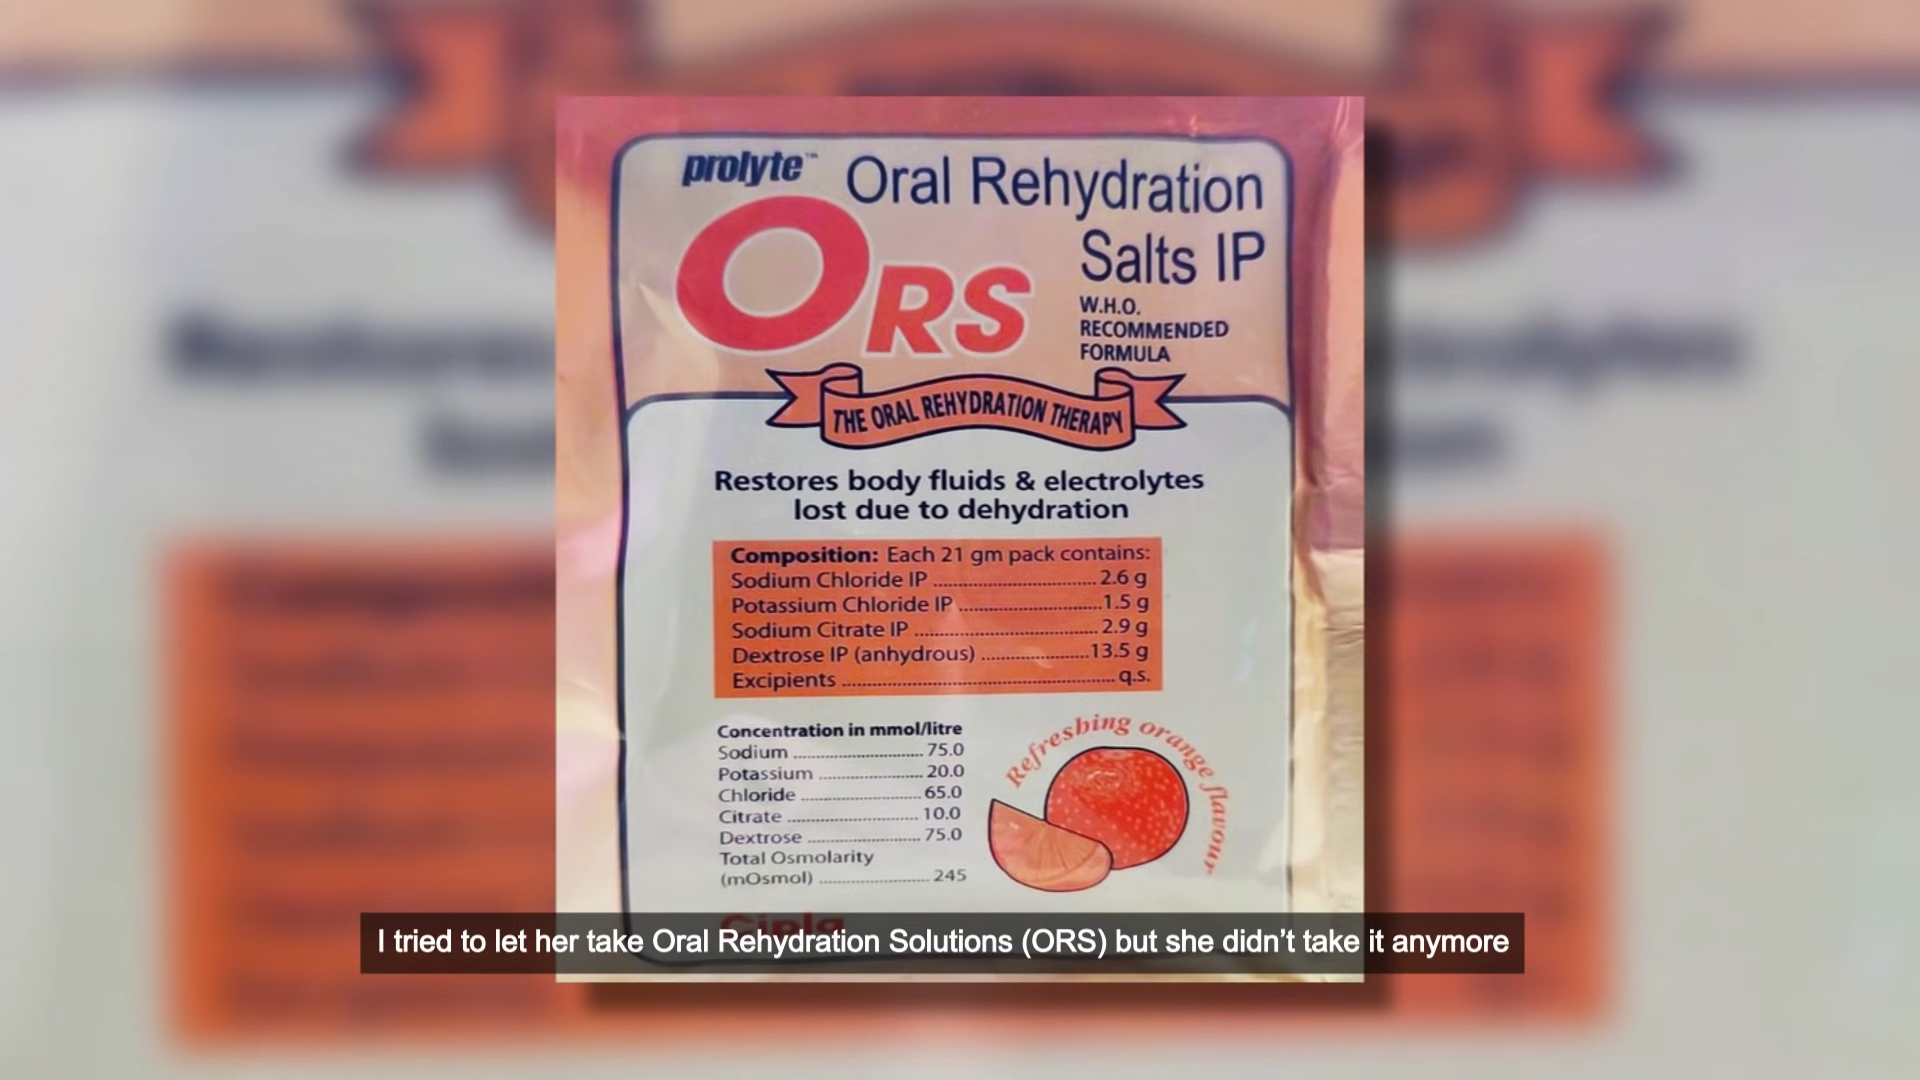 prolyte™
Oral Rehydration
Salts IP
ORS
W.H.O.
RECOMMENDED
FORMULA
THE ORAL REHYDRATION THERAPY
Restores body fluids & electrolytes
lost due to dehydration
Composition: Each 21 gm pack contains:
Sodium Chloride IP ........ 2.6 g
Potassium Chloride IP ........ 1.5 g
Sodium Citrate IP ........ 2.9 g
Dextrose IP (anhydrous) ........ 13.5 g
Excipients ........ q.s.
Concentration in mmol/litre
Sodium ........ 75.0
Potassium ........ 20.0
Chloride ........ 65.0
Citrate ........ 10.0
Dextrose ........ 75.0
Total Osmolarity
(mOsmol) ........ 245
Refreshing orange flavour
Cipla
I tried to let her take Oral Rehydration Solutions (ORS) but she didn't take it anymore